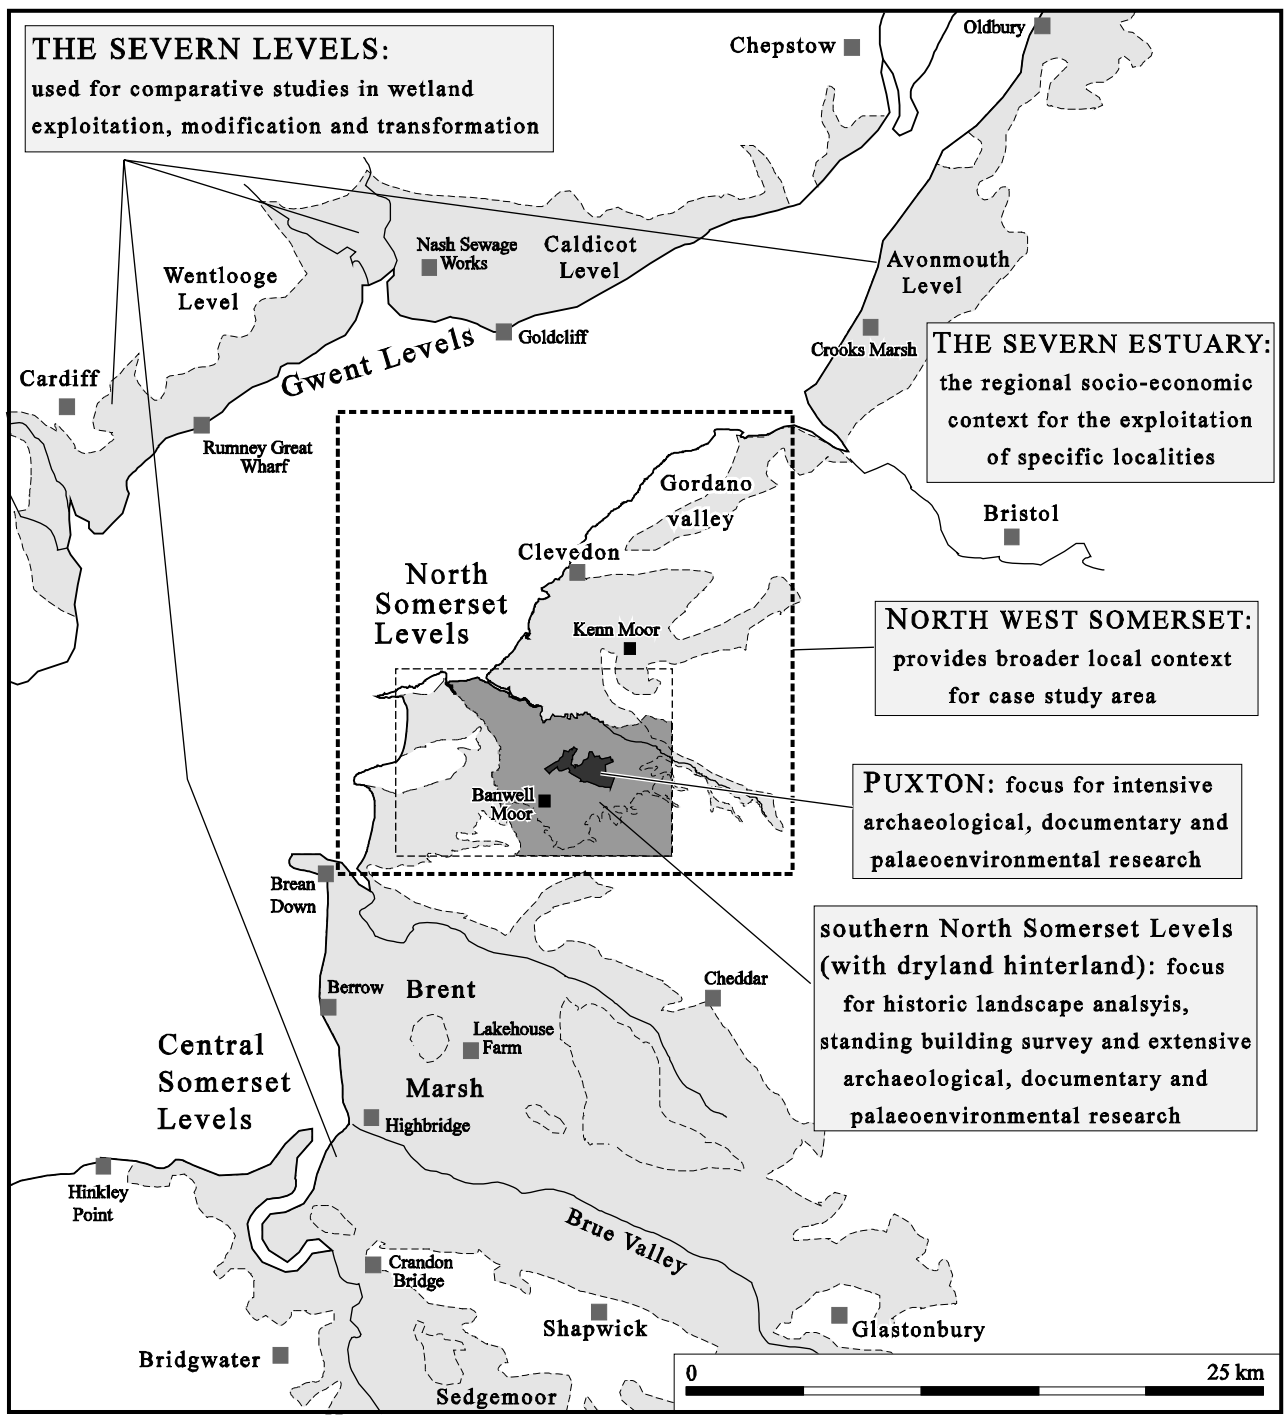 THE SEVERN LEVELS:
used for comparative studies in wetland
exploitation, modification and transformation
Chepstow
Oldbury
Nash Sewage
Works
Caldicot
Level
Wentlooge
Level
Avonmouth
Level
Goldcliff
Gwent Levels
Crooks Marsh
Cardiff
Rumney Great
Wharf
THE SEVERN ESTUARY:
the regional socio-economic
context for the exploitation
of specific localities
Gordano
valley
Bristol
Clevedon
North
Somerset
Levels
Kenn Moor
NORTH WEST SOMERSET:
provides broader local context
for case study area
Banwell
Moor
PUXTON: focus for intensive
archaeological, documentary and
palaeoenvironmental research
Brean
Down
southern North Somerset Levels
(with dryland hinterland): focus
for historic landscape analsyis,
standing building survey and extensive
archaeological, documentary and
palaeoenvironmental research
Cheddar
Berrow
Brent
Marsh
Lakehouse
Farm
Central
Somerset
Levels
Highbridge
Hinkley
Point
Brue Valley
Crandon
Bridge
Shapwick
Glastonbury
Bridgwater
Sedgemoor
0 25 km